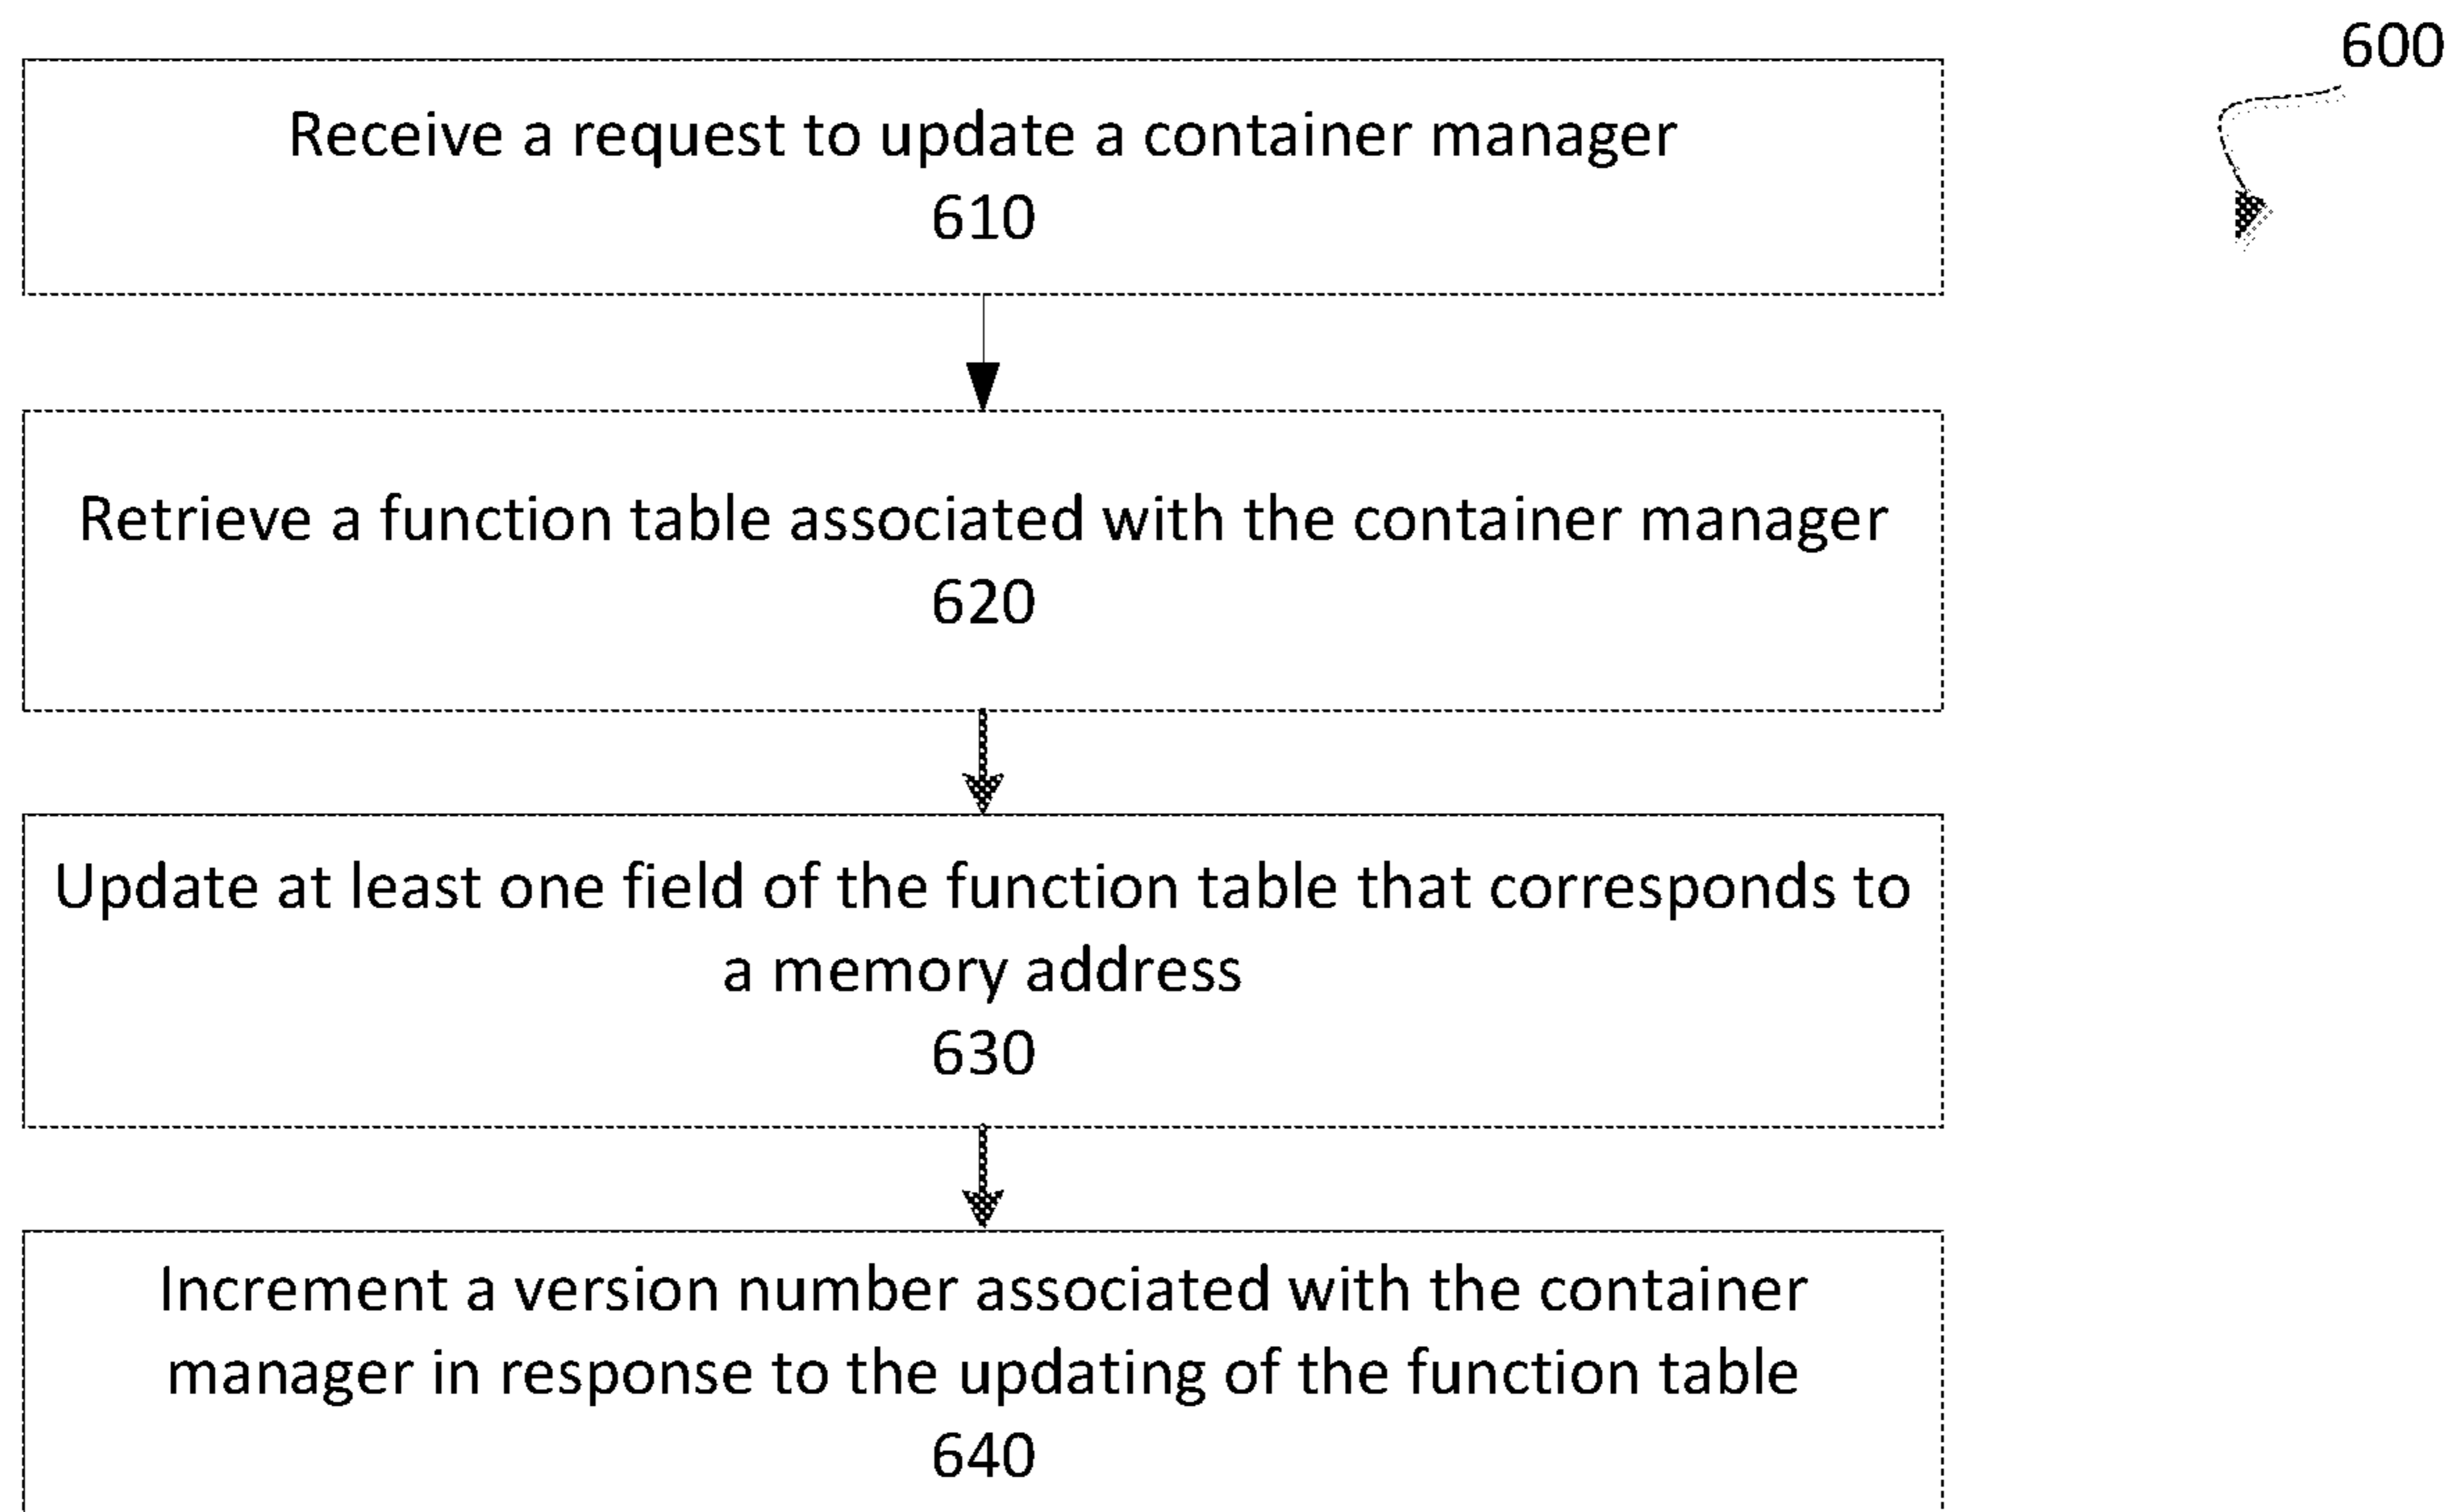 600
Receive a request to update a container manager
610
Retrieve a function table associated with the container manager
620
Update at least one field of the function table that corresponds to
a memory address
630
Increment a version number associated with the container
manager in response to the updating of the function table
640